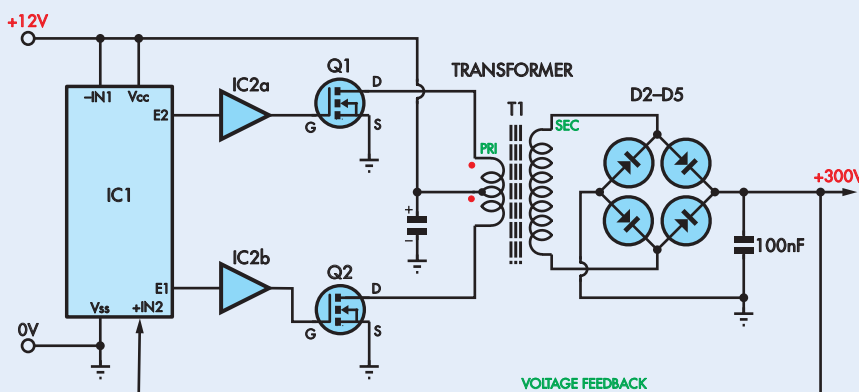 +12V
TRANSFORMER
IC2a
Q1
D
D2–D5
–IN1
Vcc
T1
E2
G
S
SEC
PRI
+300V
IC1
+
–
100nF
IC2b
Q2
D
E1
Vss
+IN2
G
S
0V
VOLTAGE FEEDBACK